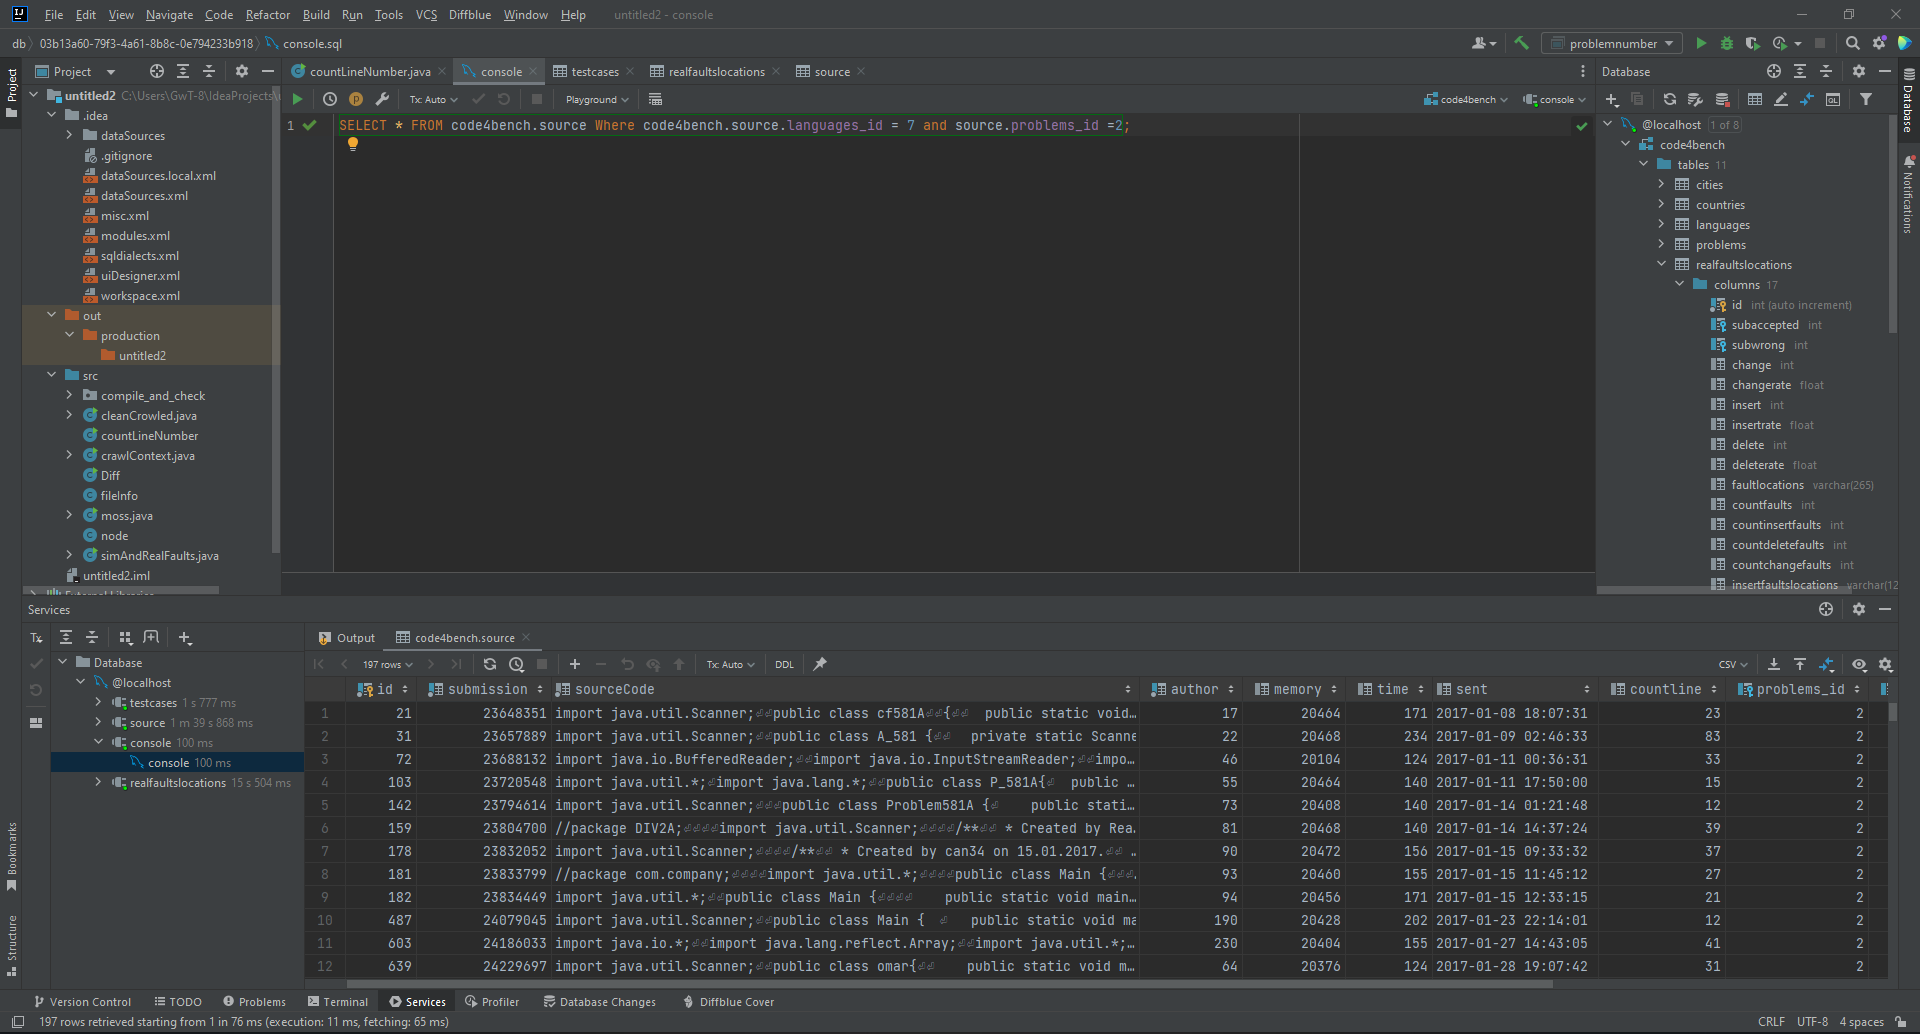 File Edit View Navigate Code Refactor Build Run Tools VCS Diffblue Window Help untitled2 - console
db 03b13a60-79f3-4a61-8b8c-0e794233b918 console.sql problemnumber
Project
countLineNumber.java console testcases realfaultslocations source
Database
Tx: Auto Playground code4bench console
1 SELECT * FROM code4bench.source Where code4bench.source.languages_id = 7 and source.problems_id =2;
Project
untitled2 C:\Users\GwT-8\IdeaProjects\
.idea
dataSources
.gitignore
dataSources.local.xml
dataSources.xml
misc.xml
modules.xml
sqldialects.xml
uiDesigner.xml
workspace.xml
out
production
untitled2
src
compile_and_check
cleanCrowled.java
countLineNumber
crawlContext.java
Diff
fileInfo
moss.java
node
simAndRealFaults.java
untitled2.iml
External Libraries
@localhost 1 of 8
code4bench
tables 11
cities
countries
languages
problems
realfaultslocations
columns 17
id int (auto increment)
subaccepted int
subwrong int
change int
changerate float
insert int
insertrate float
delete int
deleterate float
faultlocations varchar(265)
countfaults int
countinsertfaults int
countdeletefaults int
countchangefaults int
insertfaultslocations varchar(12
Database
Notifications
Services
Tx
Database
@localhost
testcases 1 s 777 ms
source 1 m 39 s 868 ms
console 100 ms
console 100 ms
realfaultslocations 15 s 504 ms
Output code4bench.source
197 rows Tx: Auto DDL CSV
id submission sourceCode author memory time sent countline problems_id
1 21 23648351 import java.util.Scanner;⏎⏎public class cf581A⏎⏎{⏎⏎ public static void… 17 20464 171 2017-01-08 18:07:31 23 2
2 31 23657889 import java.util.Scanner;⏎⏎public class A_581 {⏎⏎ private static Scanne 22 20468 234 2017-01-09 02:46:33 83 2
3 72 23688132 import java.io.BufferedReader;⏎⏎import java.io.InputStreamReader;⏎⏎impo… 46 20104 124 2017-01-11 00:36:31 33 2
4 103 23720548 import java.util.*;⏎import java.lang.*;⏎⏎public class P_581A{⏎ public … 55 20464 140 2017-01-11 17:50:00 15 2
5 142 23794614 import java.util.Scanner;⏎⏎⏎public class Problem581A {⏎ public stati… 73 20408 140 2017-01-14 01:21:48 12 2
6 159 23804700 //package DIV2A;⏎⏎⏎⏎import java.util.Scanner;⏎⏎⏎⏎/**⏎⏎ * Created by Rea… 81 20468 140 2017-01-14 14:37:24 39 2
7 178 23832052 import java.util.Scanner;⏎⏎⏎⏎/**⏎⏎ * Created by can34 on 15.01.2017.⏎⏎ … 90 20472 156 2017-01-15 09:33:32 37 2
8 181 23833799 //package com.company;⏎⏎⏎⏎import java.util.*;⏎⏎⏎⏎public class Main {⏎⏎⏎… 93 20460 155 2017-01-15 11:45:12 27 2
9 182 23834449 import java.util.*;⏎⏎public class Main {⏎⏎⏎⏎ public static void main… 94 20456 171 2017-01-15 12:33:15 21 2
10 487 24079045 import java.util.Scanner;⏎⏎public class Main { ⏎ public static void ma 190 20428 202 2017-01-23 22:14:01 12 2
11 603 24186033 import java.io.*;⏎⏎import java.lang.reflect.Array;⏎⏎import java.util.*;… 230 20404 155 2017-01-27 14:43:05 41 2
12 639 24229697 import java.util.Scanner;⏎⏎public class omar{⏎⏎ public static void m… 64 20376 124 2017-01-28 19:07:42 31 2
Bookmarks
Structure
Version Control TODO Problems Terminal Services Profiler Database Changes Diffblue Cover
197 rows retrieved starting from 1 in 76 ms (execution: 11 ms, fetching: 65 ms) CRLF UTF-8 4 spaces